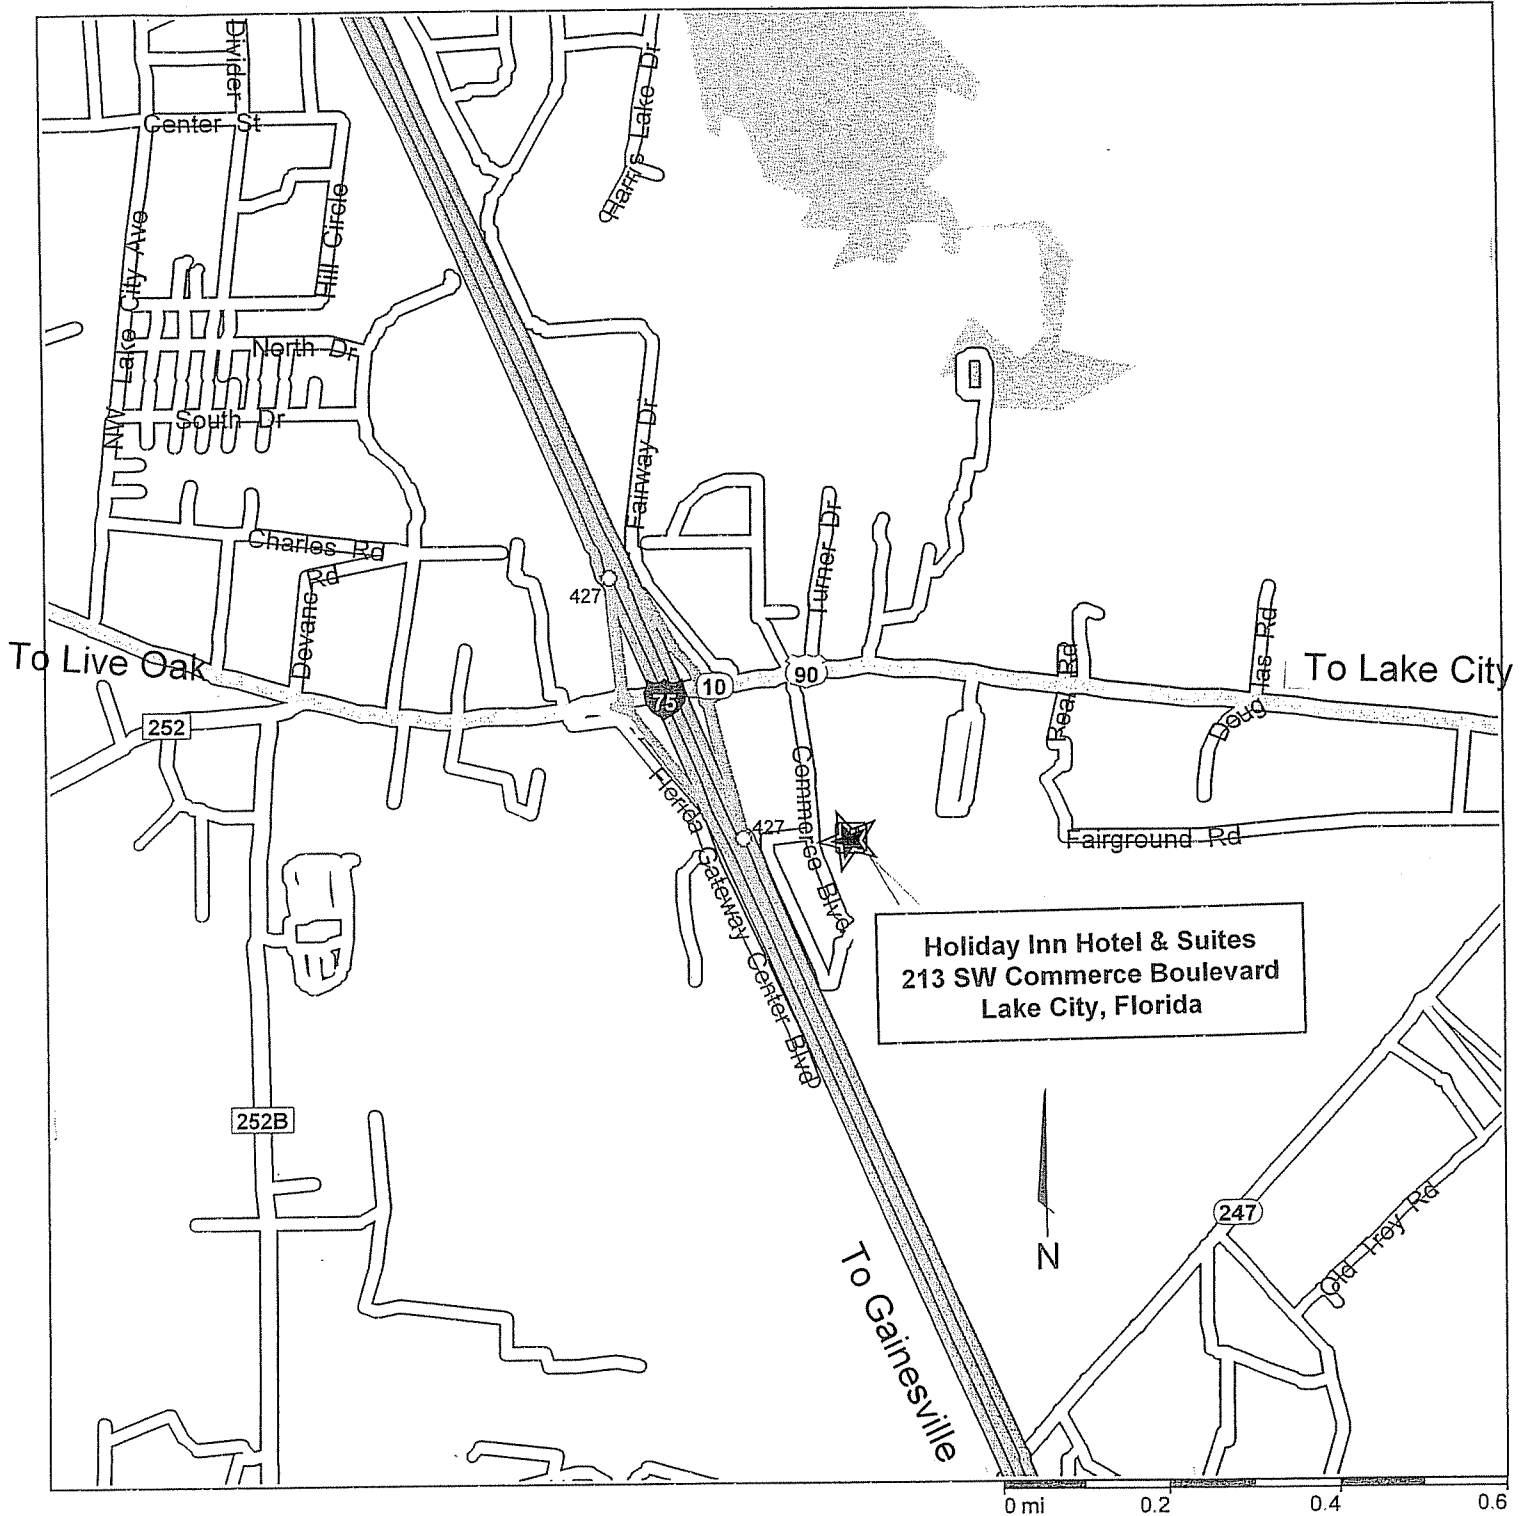 Divider
Center St
Harris Lake Dr
Hill Circle
NW Lake City Ave
North Dr
South Dr
Fairway Dr
Turner Dr
Charles Rd
Devane Rd
427
To Live Oak
75
10
90
Pear Rd
Douglas Rd
To Lake City
252
Commerce Blvd
427
Fairground Rd
Florida Gateway Center Blvd
Holiday Inn Hotel & Suites
213 SW Commerce Boulevard
Lake City, Florida
252B
N
247
Old Troy Rd
To Gainesville
0 mi 0.2 0.4 0.6